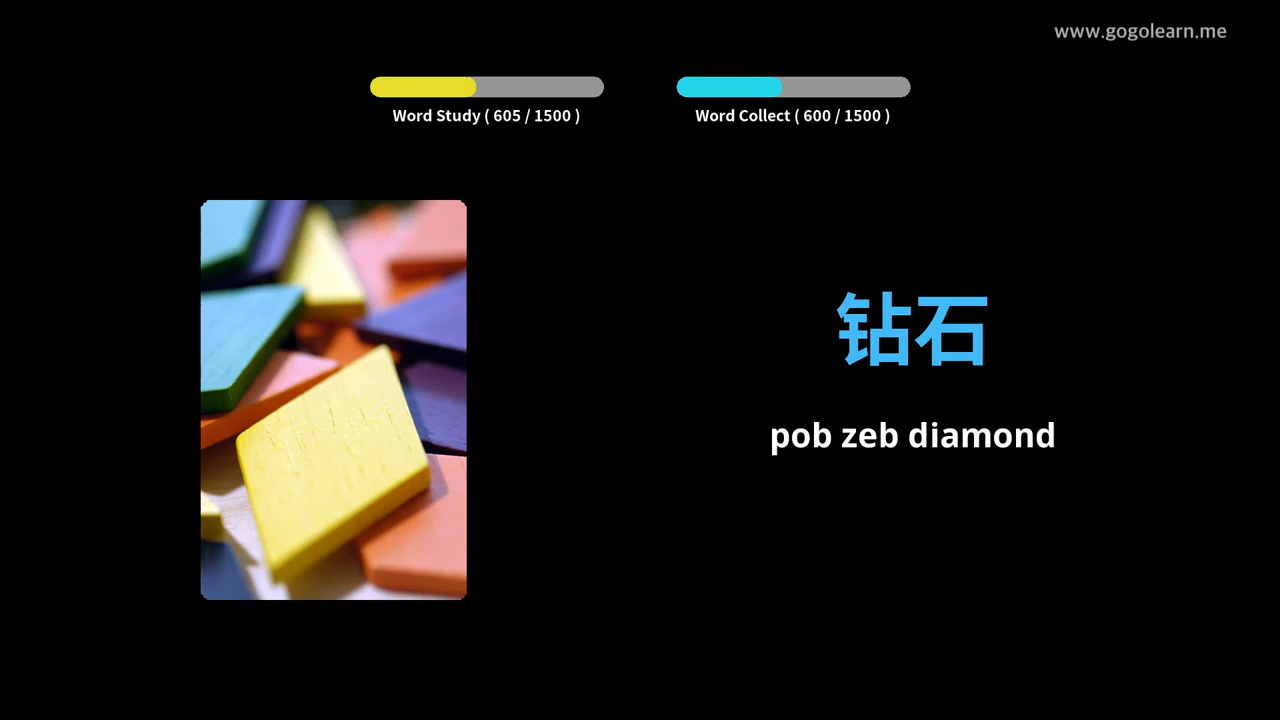 www.gogolearn.me
Word Study ( 605 / 1500 )
Word Collect ( 600 / 1500 )
钻石
pob zeb diamond